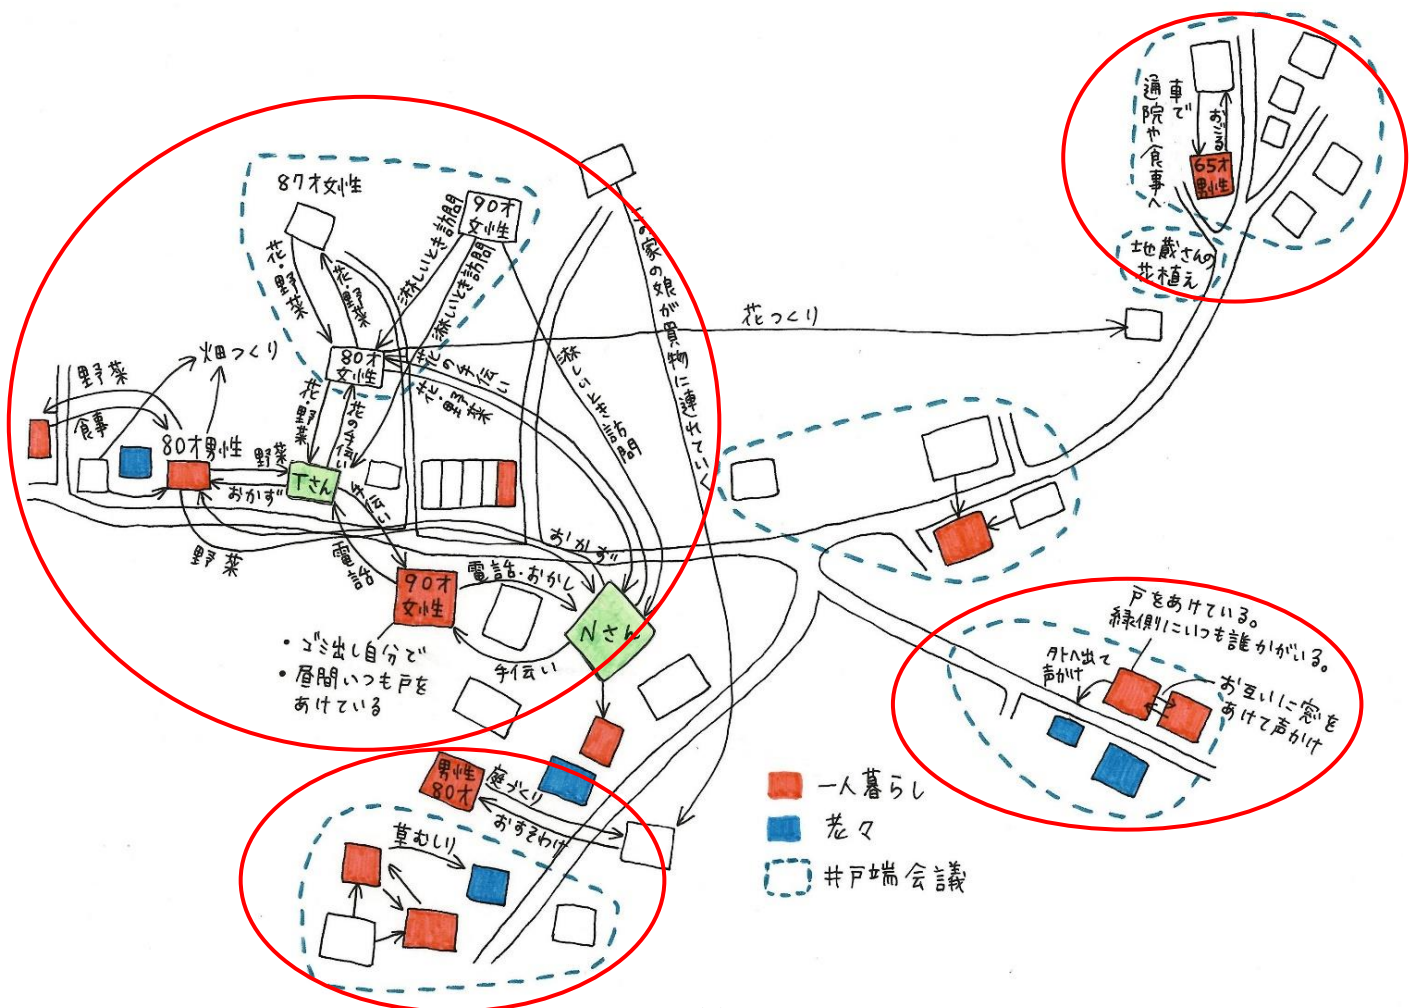 87才女性
90才
女性
花・野菜
花・野菜
淋しいとき訪問
淋しいとき訪問
80才
女性
畑つくり
野菜
食事
80才男性
野菜
おかず
Tさん
花・野菜
花の手伝い
花の手伝い
花・野菜
淋しいとき訪問
この家の娘が買物に連れていく
花つくり
車で
通院や食事へ
おごる
65才
男性
地蔵さんの
花植え
野菜
手伝い
電話
おかず
90才
女性
電話・おかし
Nさん
手伝い
・ゴミ出し自分で
・昼間いつも戸を
あけている
戸をあけている。
縁側にいつも誰かがいる。
外へ出て
声かけ
お互いに窓を
あけて声かけ
男性
80才
庭づくり
おすそわけ
草むしり
一人暮らし
老々
井戸端会議